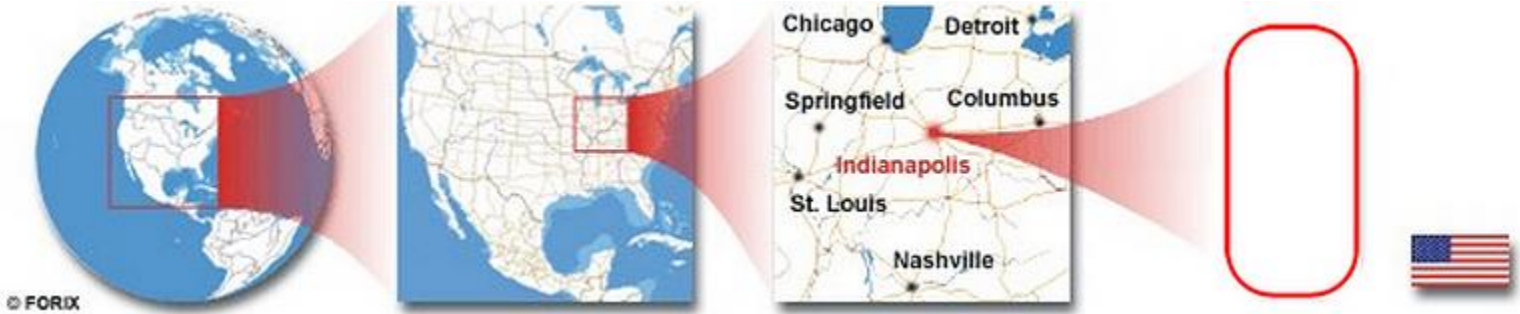 Chicago
Detroit
Springfield
Columbus
Indianapolis
St. Louis
Nashville
© FORIX